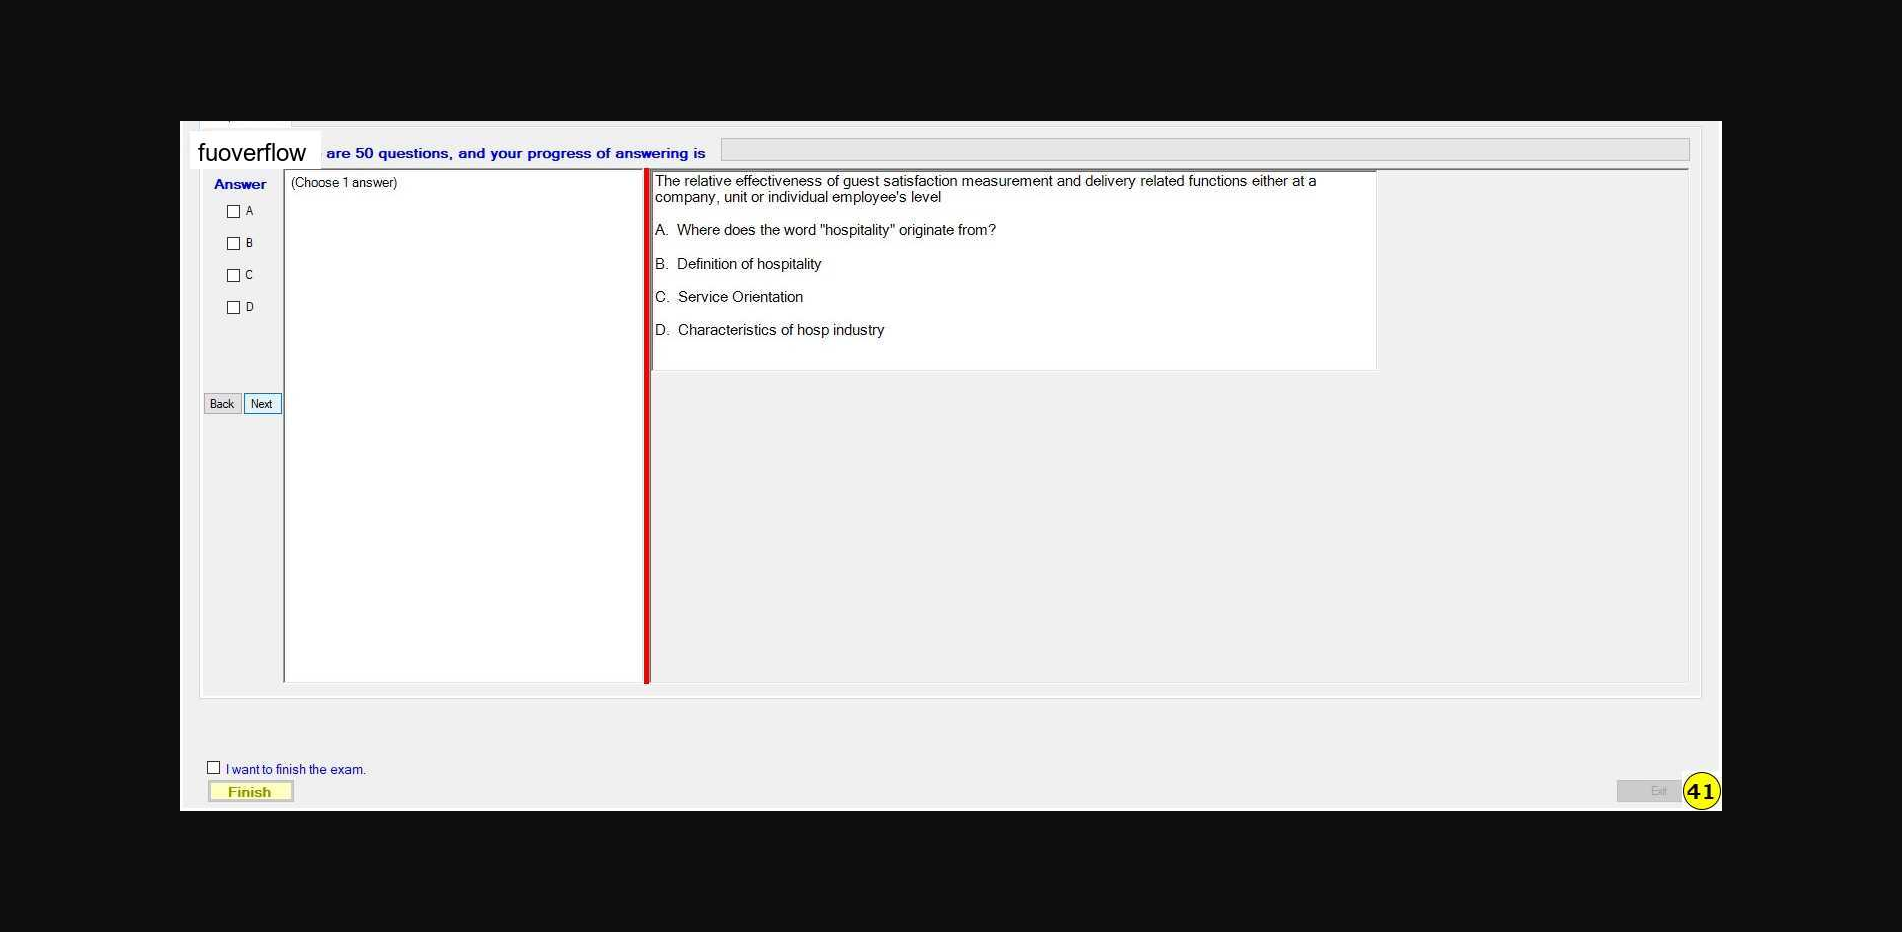 fuoverflow are 50 questions, and your progress of answering is
Answer
(Choose 1 answer)
A
B
C
D
Back Next
The relative effectiveness of guest satisfaction measurement and delivery related functions either at a
company, unit or individual employee's level
A. Where does the word "hospitality" originate from?
B. Definition of hospitality
C. Service Orientation
D. Characteristics of hosp industry
I want to finish the exam.
Finish
Exit
41